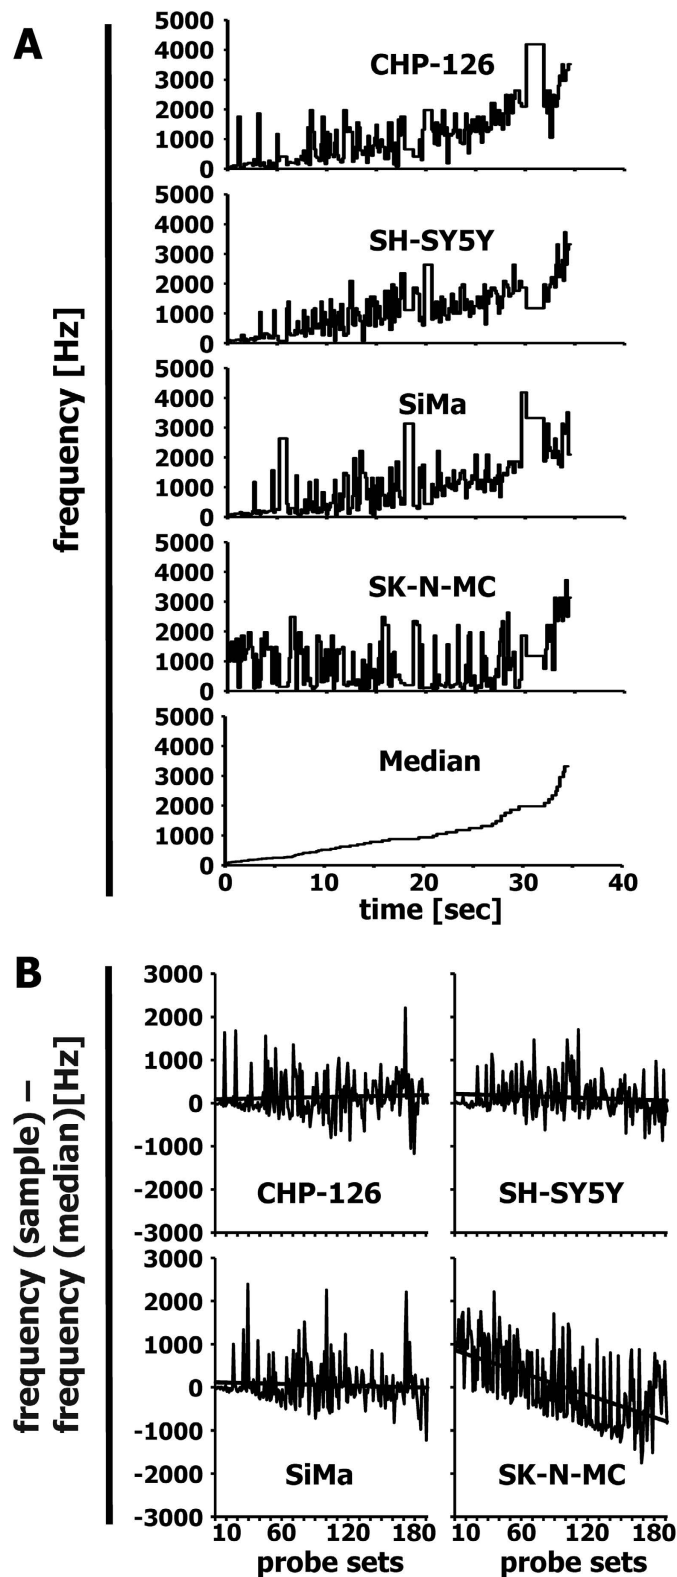 A
frequency [Hz]
5000
4000
3000
2000
1000
0
CHP-126
5000
4000
3000
2000
1000
0
SH-SY5Y
5000
4000
3000
2000
1000
0
SiMa
5000
4000
3000
2000
1000
0
SK-N-MC
5000
4000
3000
2000
1000
0
Median
0 10 20 30 40
time [sec]
B
frequency (sample) –
frequency (median)[Hz]
3000
2000
1000
0
-1000
-2000
-3000
CHP-126
SH-SY5Y
3000
2000
1000
0
-1000
-2000
-3000
SiMa
SK-N-MC
10 60 120 180
10 60 120 180
probe sets
probe sets